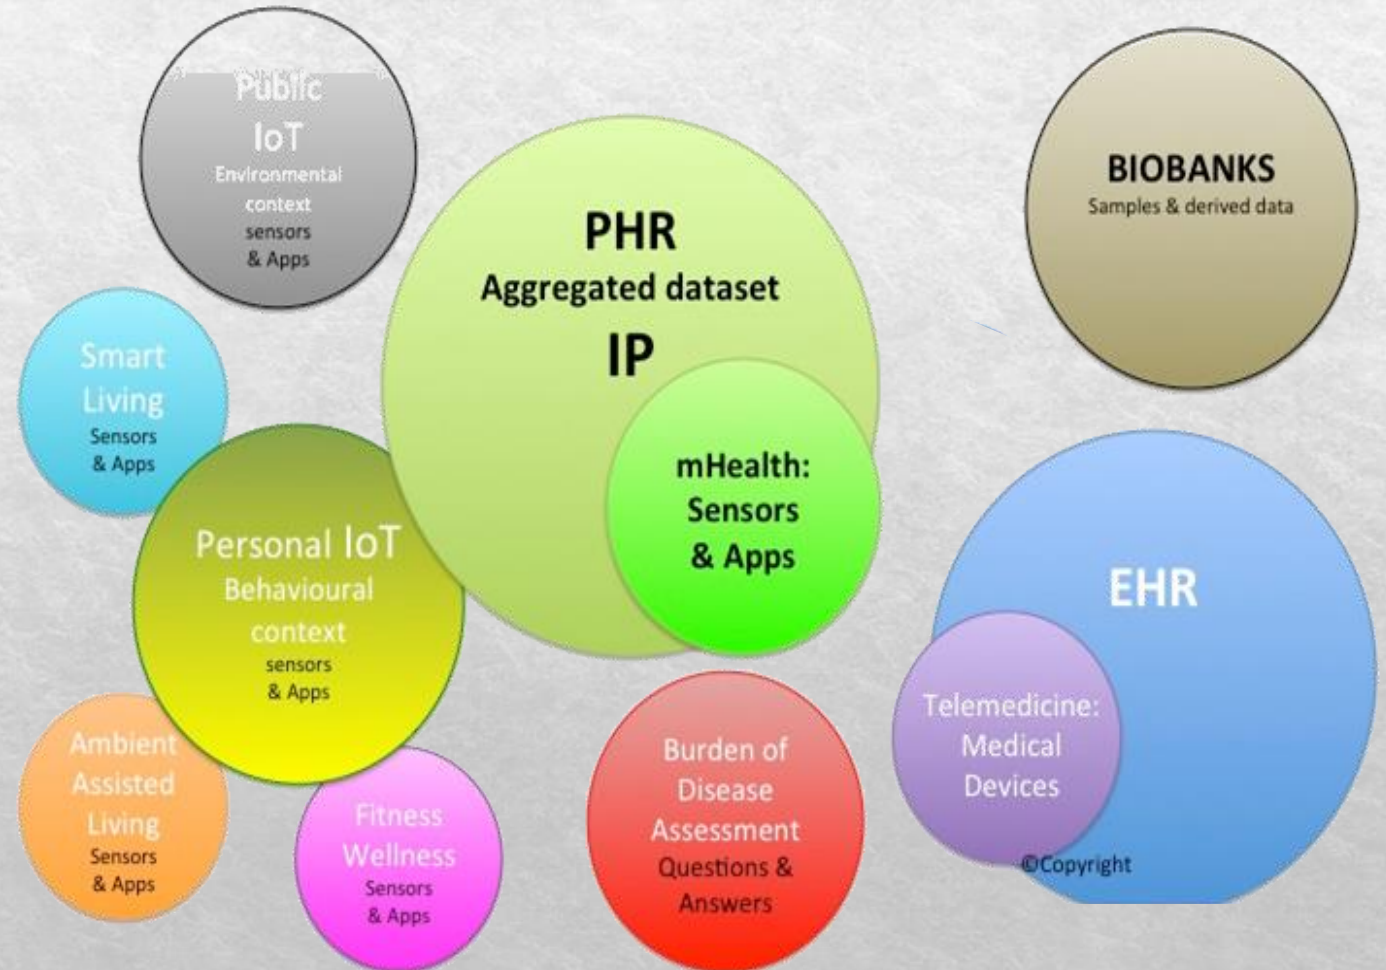 Public
IoT
Environmental
context
sensors
& Apps
PHR
Aggregated dataset
IP
mHealth:
Sensors
& Apps
BIOBANKS
Samples & derived data
Smart
Living
Sensors
& Apps
Personal IoT
Behavioural
context
sensors
& Apps
EHR
Telemedicine:
Medical
Devices
©Copyright
Ambient
Assisted
Living
Sensors
& Apps
Fitness
Wellness
Sensors
& Apps
Burden of
Disease
Assessment
Questions &
Answers